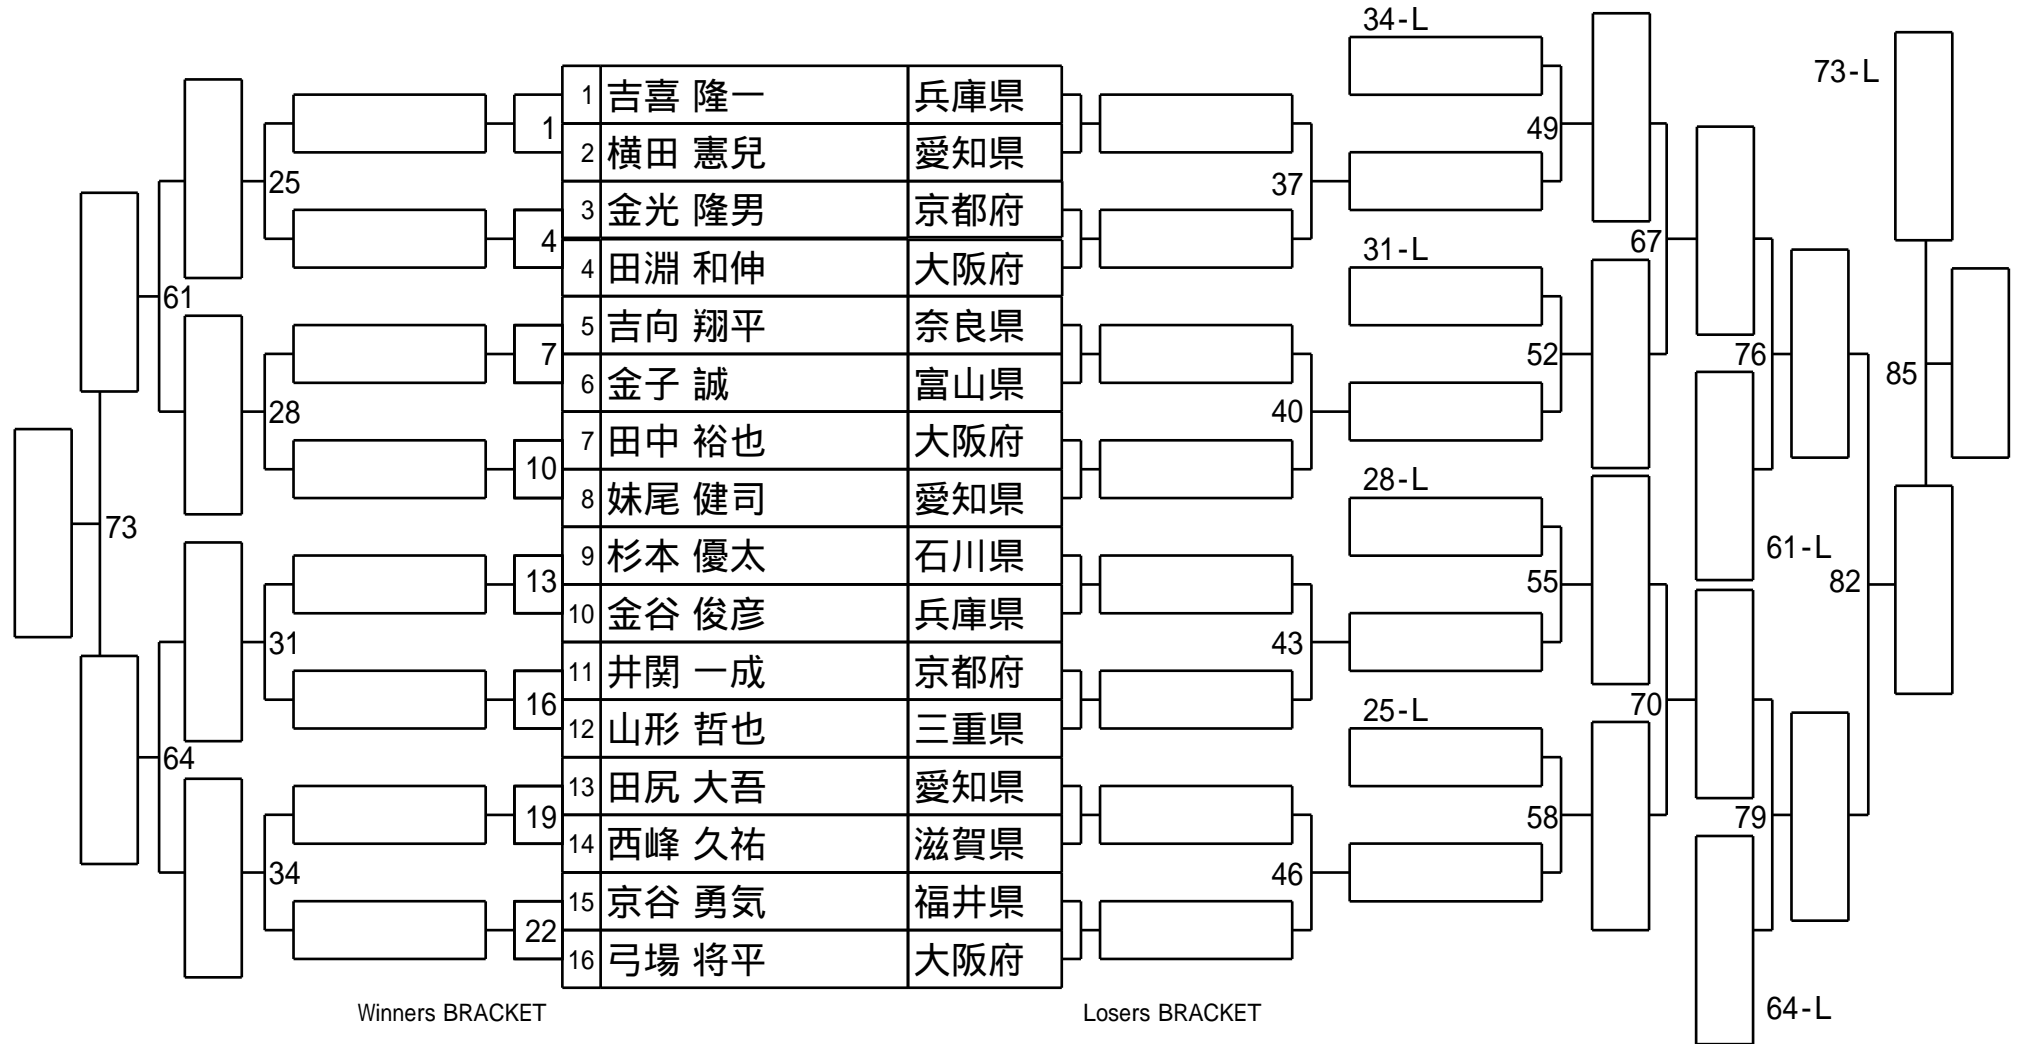 34-L
73-L
1 吉喜 隆一 兵庫県
1
49
2 横田 憲兒 愛知県
25
37
3 金光 隆男 京都府
4
67
31-L
4 田淵 和伸 大阪府
61
5 吉向 翔平 奈良県
7
52
76
85
6 金子 誠 富山県
28
40
7 田中 裕也 大阪府
10
28-L
8 妹尾 健司 愛知県
73
61-L
9 杉本 優太 石川県
13
55
82
10 金谷 俊彦 兵庫県
31
43
11 井関 一成 京都府
16
70
25-L
12 山形 哲也 三重県
64
13 田尻 大吾 愛知県
19
58
79
14 西峰 久祐 滋賀県
34
46
15 京谷 勇気 福井県
22
16 弓場 将平 大阪府
Winners BRACKET
Losers BRACKET
64-L